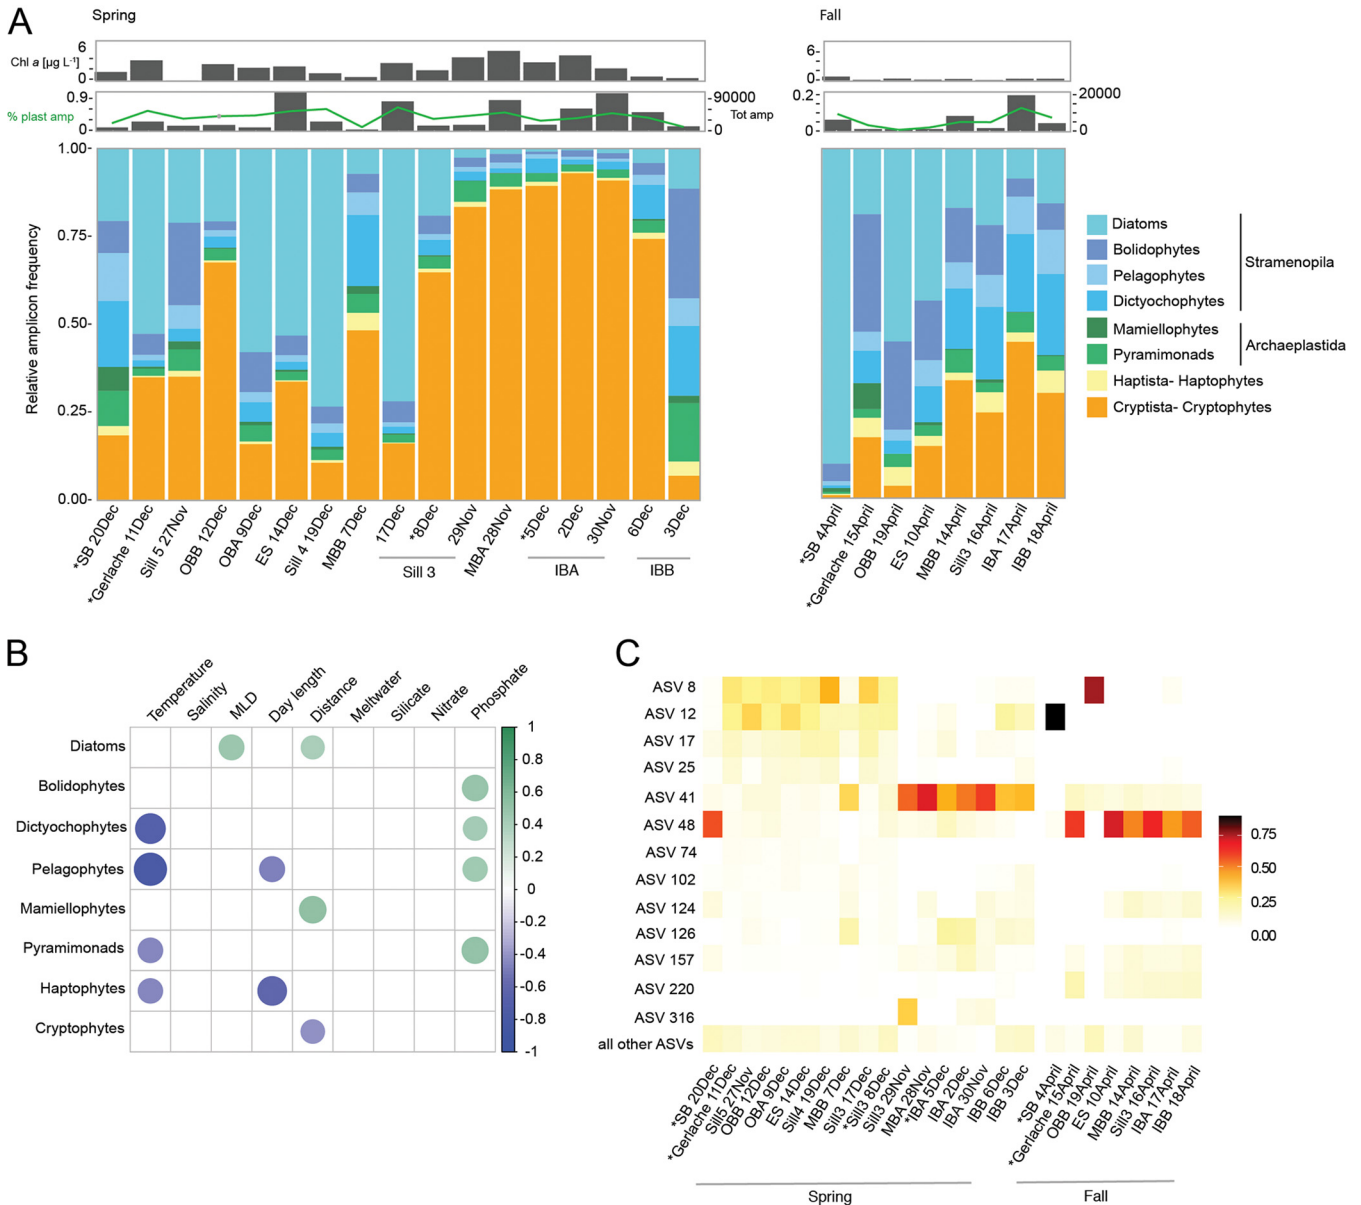 A
Spring
Fall
Chl a [µg L⁻¹]
6
0
6-
0-
% plast amp
0.9-
0
-90000
Tot amp
-0
0.2
0
-20000
-0
Relative amplicon frequency
1.00-
0.75-
0.50-
0.25-
0.00-
*SB 20Dec
*Gerlache 11Dec
Sill 5 27Nov
OBB 12Dec
OBA 9Dec
ES 14Dec
Sill 4 19Dec
MBB 7Dec
17Dec
*8Dec
29Nov
MBA 28Nov
*5Dec
2Dec
30Nov
6Dec
3Dec
Sill 3
IBA
IBB
*SB 4April
*Gerlache 15April
OBB 19April
ES 10April
MBB 14April
Sill3 16April
IBA 17April
IBB 18April
Diatoms
Bolidophytes
Pelagophytes
Dictyochophytes
Stramenopila
Mamiellophytes
Pyramimonads
Archaeplastida
Haptista- Haptophytes
Cryptista- Cryptophytes
B
Temperature
Salinity
MLD
Day length
Distance
Meltwater
Silicate
Nitrate
Phosphate
Diatoms
Bolidophytes
Dictyochophytes
Pelagophytes
Mamiellophytes
Pyramimonads
Haptophytes
Cryptophytes
1
0.8
0.6
0.4
0.2
0
-0.2
-0.4
-0.6
-0.8
-1
C
ASV 8
ASV 12
ASV 17
ASV 25
ASV 41
ASV 48
ASV 74
ASV 102
ASV 124
ASV 126
ASV 157
ASV 220
ASV 316
all other ASVs
*SB 20Dec
*Gerlache 11Dec
Sill5 27Nov
OBB 12Dec
OBA 9Dec
ES 14Dec
Sill4 19Dec
MBB 7Dec
Sill3 17Dec
*Sill3 8Dec
Sill3 29Nov
MBA 28Nov
*IBA 5Dec
IBA 2Dec
IBA 30Nov
IBB 6Dec
IBB 3Dec
*SB 4April
*Gerlache 15April
OBB 19April
ES 10April
MBB 14April
Sill3 16April
IBA 17April
IBB 18April
Spring
Fall
0.75
0.50
0.25
0.00